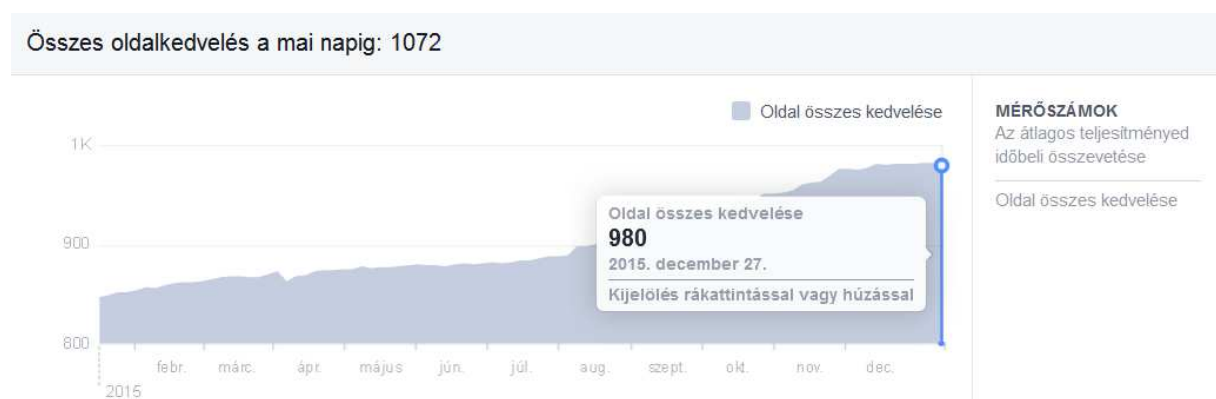 Összes oldalkedvelés a mai napig: 1072
Oldal összes kedvelése
MÉRŐSZÁMOK
Az átlagos teljesítményed
időbeli összevetése
Oldal összes kedvelése
1K
900
800
Oldal összes kedvelése
980
2015. december 27.
Kijelölés rákattintással vagy húzással
febr. márc. ápr. május jún. júl. aug. szept. okt. nov. dec.
2015